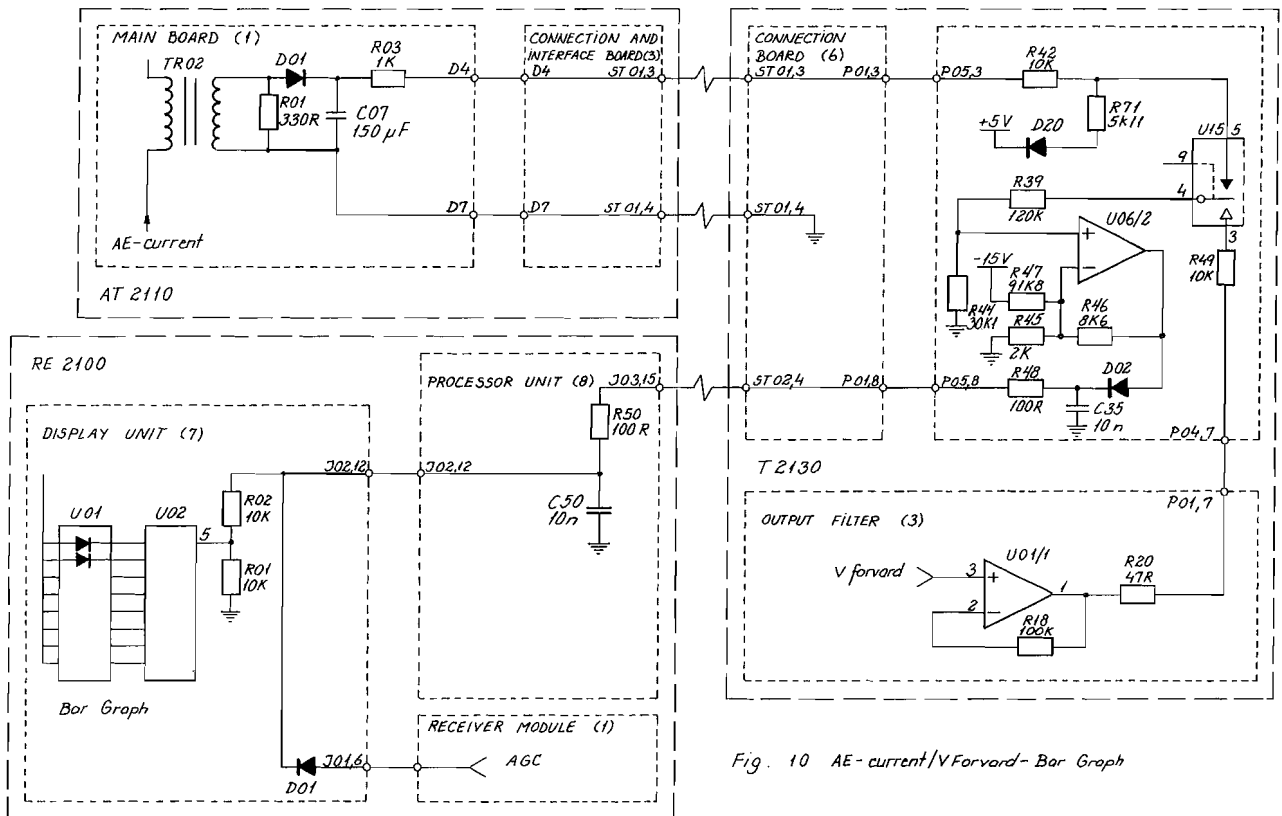 MAIN BOARD (1)
TR02
D01
R03
1K
R01
330R
C07
150 µF
D4
D7
AE-current
AT 2110
CONNECTION AND
INTERFACE BOARD(3)
D4
ST 01,3
D7
ST 01,4
CONNECTION
BOARD (6)
ST 01,3
P01,3
ST 01,4
ST02,4
P01,8
P05,3
R42
10K
R71
5K11
+5V
D20
U15
5
9
4
3
R39
120K
U06/2
+
−
-15V
R47
91K8
R44
30K1
R45
2K
R46
8K6
R49
10K
P05,8
R48
100R
D02
C35
10n
P04,7
T 2130
P01,7
OUTPUT FILTER (3)
V forvard
U01/1
3
+
2
−
1
R18
100K
R20
47R
RE 2100
DISPLAY UNIT (7)
U01
U02
5
R02
10K
R01
10K
Bar Graph
J02,12
J01,6
D01
PROCESSOR UNIT (8)
J03,15
R50
100R
J02,12
C50
10n
RECEIVER MODULE (1)
AGC
Fig. 10 AE-current/V Forvard-Bar Graph